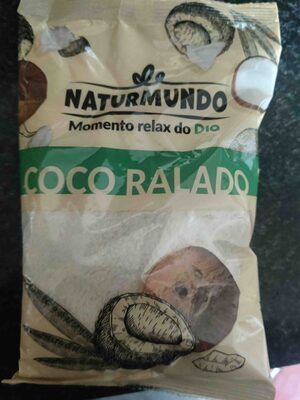 NATURMUNDO
Momento relax do DIa
COCO RALADO